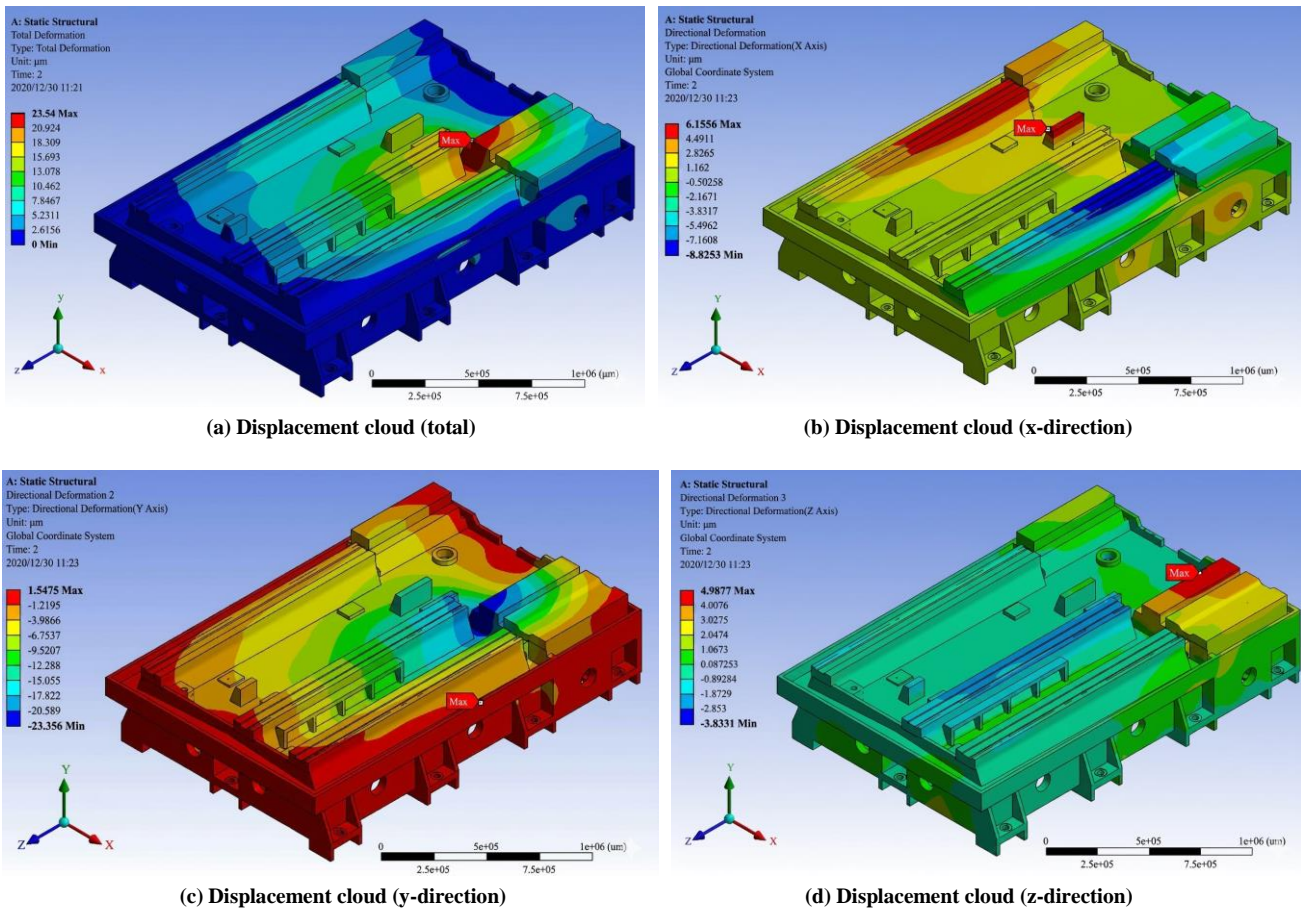 A: Static Structural
Total Deformation
Type: Total Deformation
Unit: μm
Time: 2
2020/12/30 11:21
23.54 Max
20.924
18.309
15.693
13.078
10.462
7.8467
5.2311
2.6156
0 Min
Max
y
z
x
0
5e+05
1e+06 (μm)
2.5e+05
7.5e+05
(a) Displacement cloud (total)
A: Static Structural
Directional Deformation
Type: Directional Deformation(X Axis)
Unit: μm
Global Coordinate System
Time: 2
2020/12/30 11:23
6.1556 Max
4.4911
2.8265
1.162
-0.50258
-2.1671
-3.8317
-5.4962
-7.1608
-8.8253 Min
Max
Y
Z
X
0
5e+05
1e+06 (μm)
2.5e+05
7.5e+05
(b) Displacement cloud (x-direction)
A: Static Structural
Directional Deformation 2
Type: Directional Deformation(Y Axis)
Unit: μm
Global Coordinate System
Time: 2
2020/12/30 11:23
1.5475 Max
-1.2195
-3.9866
-6.7537
-9.5207
-12.288
-15.055
-17.822
-20.589
-23.356 Min
Max
Y
Z
X
0
5e+05
1e+06 (um)
2.5e+05
7.5e+05
(c) Displacement cloud (y-direction)
A: Static Structural
Directional Deformation 3
Type: Directional Deformation(Z Axis)
Unit: μm
Global Coordinate System
Time: 2
2020/12/30 11:23
4.9877 Max
4.0076
3.0275
2.0474
1.0673
0.087253
-0.89284
-1.8729
-2.853
-3.8331 Min
Max
Y
Z
X
0
5e+05
1e+06 (um)
2.5e+05
7.5e+05
(d) Displacement cloud (z-direction)